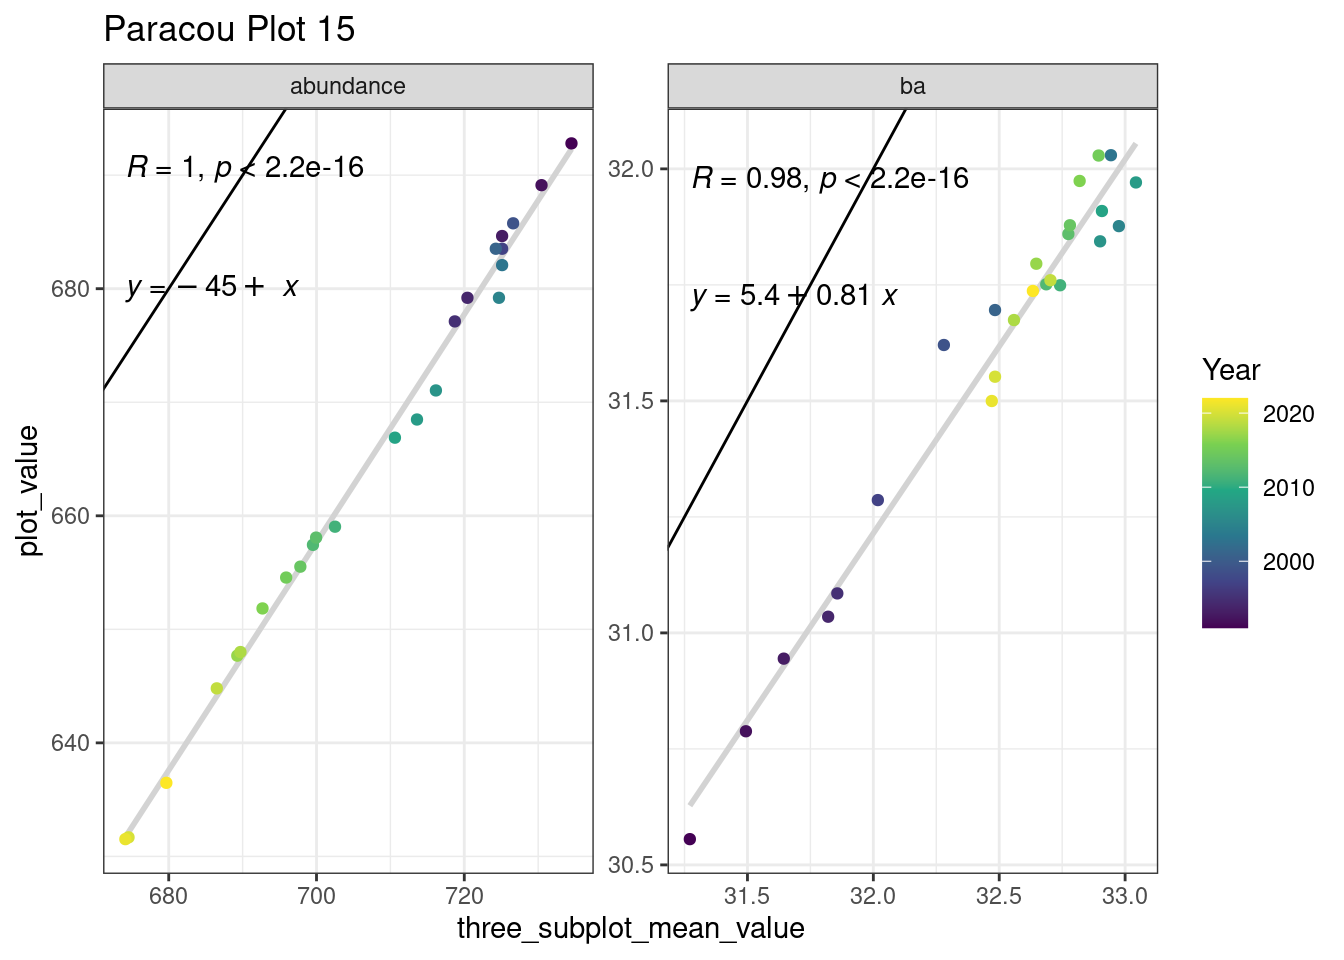 Paracou Plot 15
abundance
ba
R = 1, p < 2.2e-16
y = − 45 + x
R = 0.98, p < 2.2e-16
y = 5.4 + 0.81 x
680
660
640
32.0
31.5
31.0
30.5
680 700 720
31.5 32.0 32.5 33.0
three_subplot_mean_value
plot_value
Year
2020
2010
2000